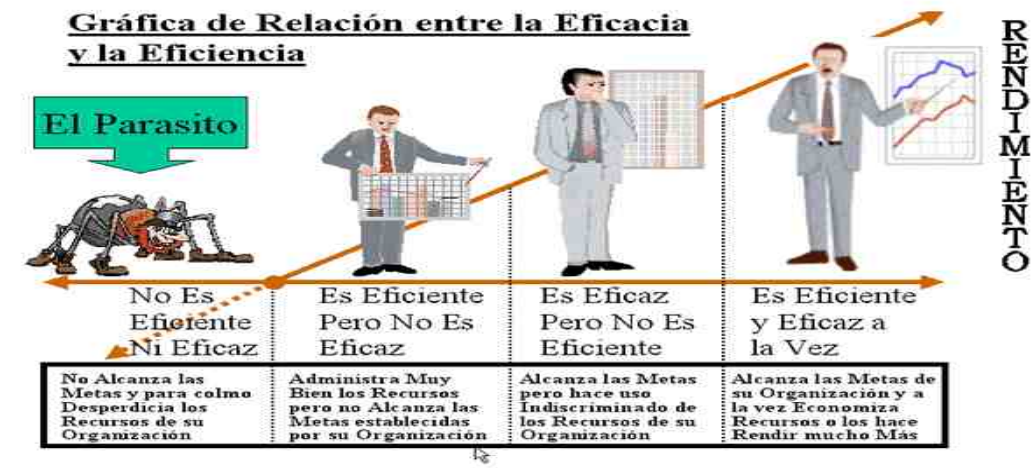 Gráfica de Relación entre la Eficacia
y la Eficiencia
El Parasito
RENDIMIENTO
No Es
Eficiente
Ni Eficaz
Es Eficiente
Pero No Es
Eficaz
Es Eficaz
Pero No Es
Eficiente
Es Eficiente
y Eficaz a
la Vez
No Alcanza las
Metas y para colmo
Desperdicia los
Recursos de su
Organización
Administra Muy
Bien los Recursos
pero no Alcanza las
Metas establecidas
por su Organización
Alcanza las Metas
pero hace uso
Indiscriminado de
los Recursos de su
Organización
Alcanza las Metas de
su Organización y a
la vez Economiza
Recursos o los hace
Rendir mucho Más